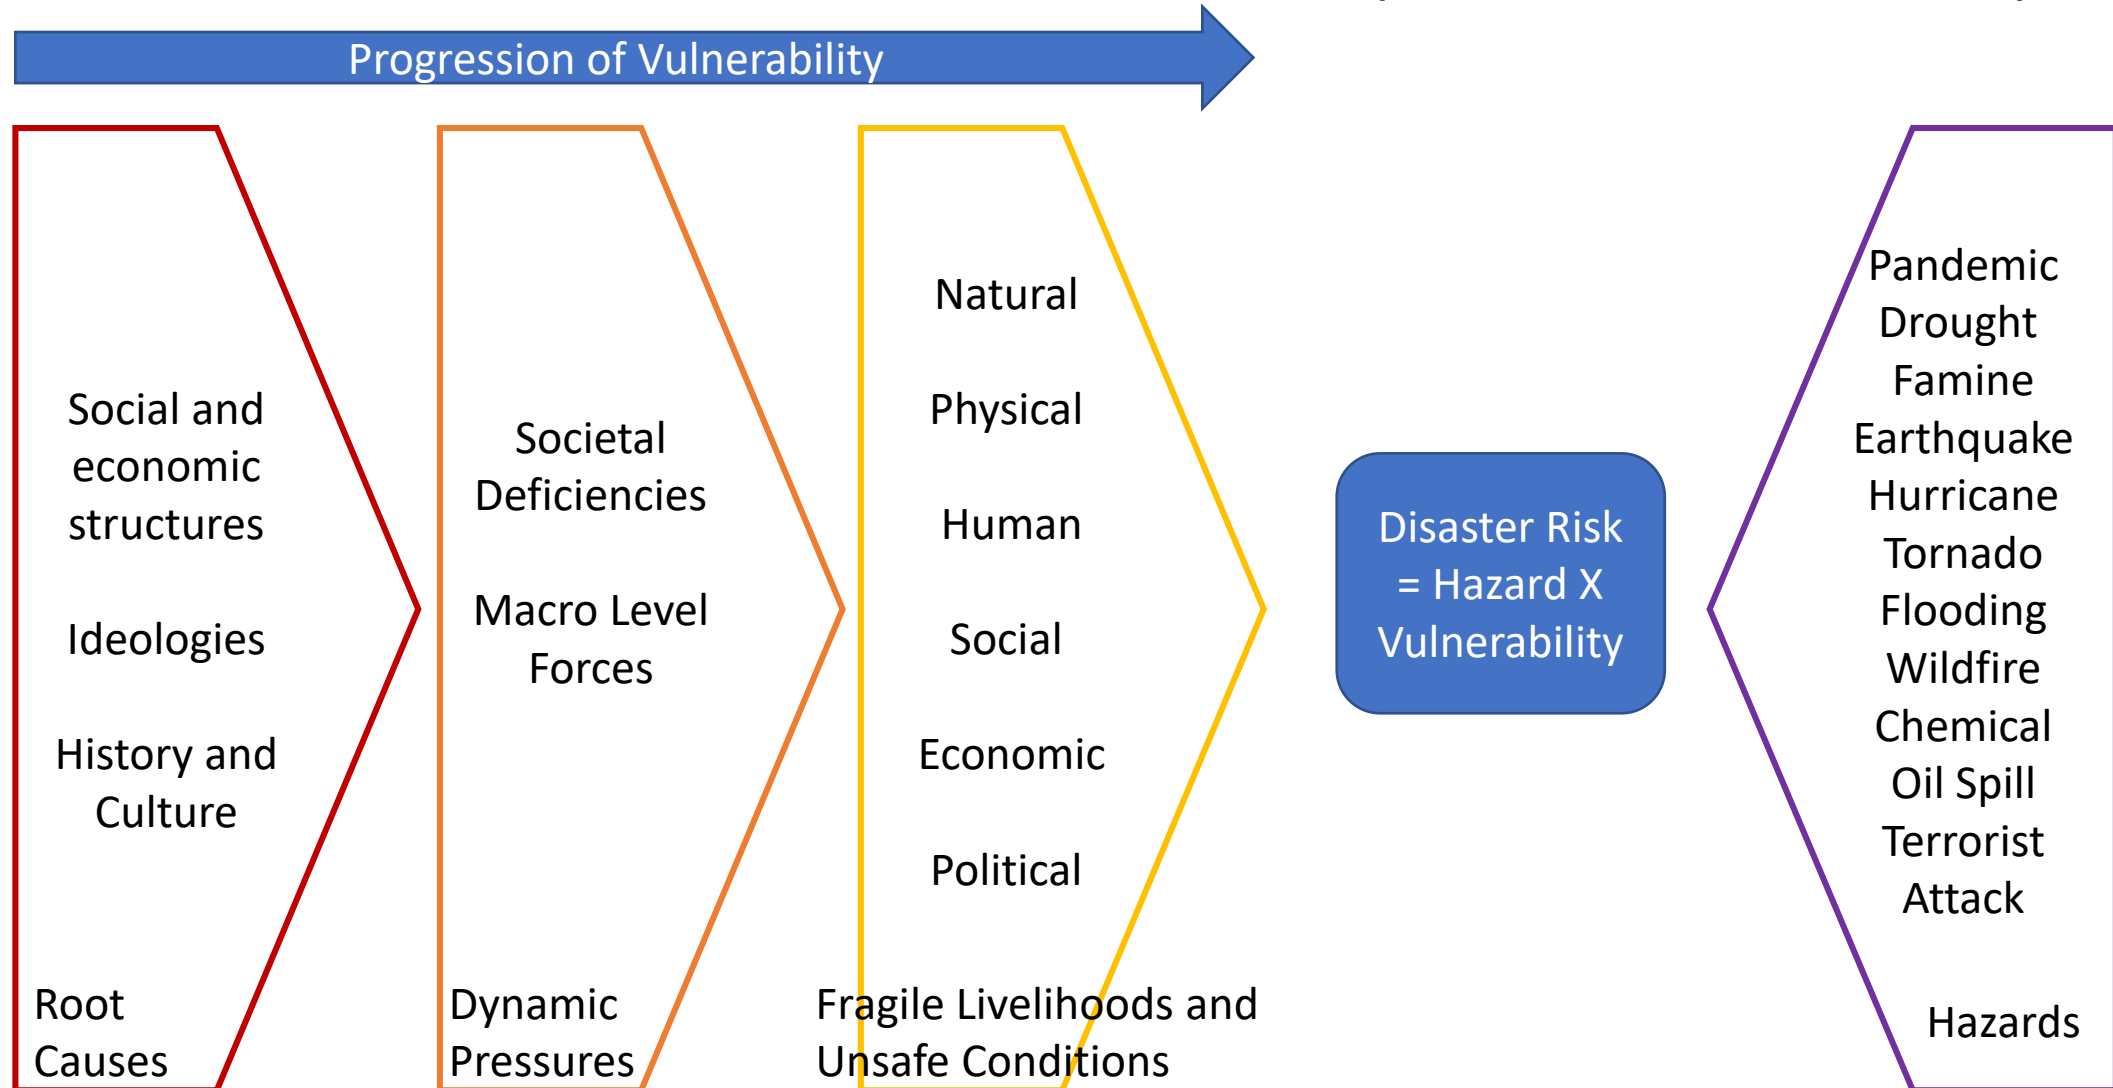 Progression of Vulnerability
Social and
economic
structures
Ideologies
History and
Culture
Root
Causes
Societal
Deficiencies
Macro Level
Forces
Dynamic
Pressures
Natural
Physical
Human
Social
Economic
Political
Fragile Livelihoods and
Unsafe Conditions
Disaster Risk
= Hazard X
Vulnerability
Pandemic
Drought
Famine
Earthquake
Hurricane
Tornado
Flooding
Wildfire
Chemical
Oil Spill
Terrorist
Attack
Hazards